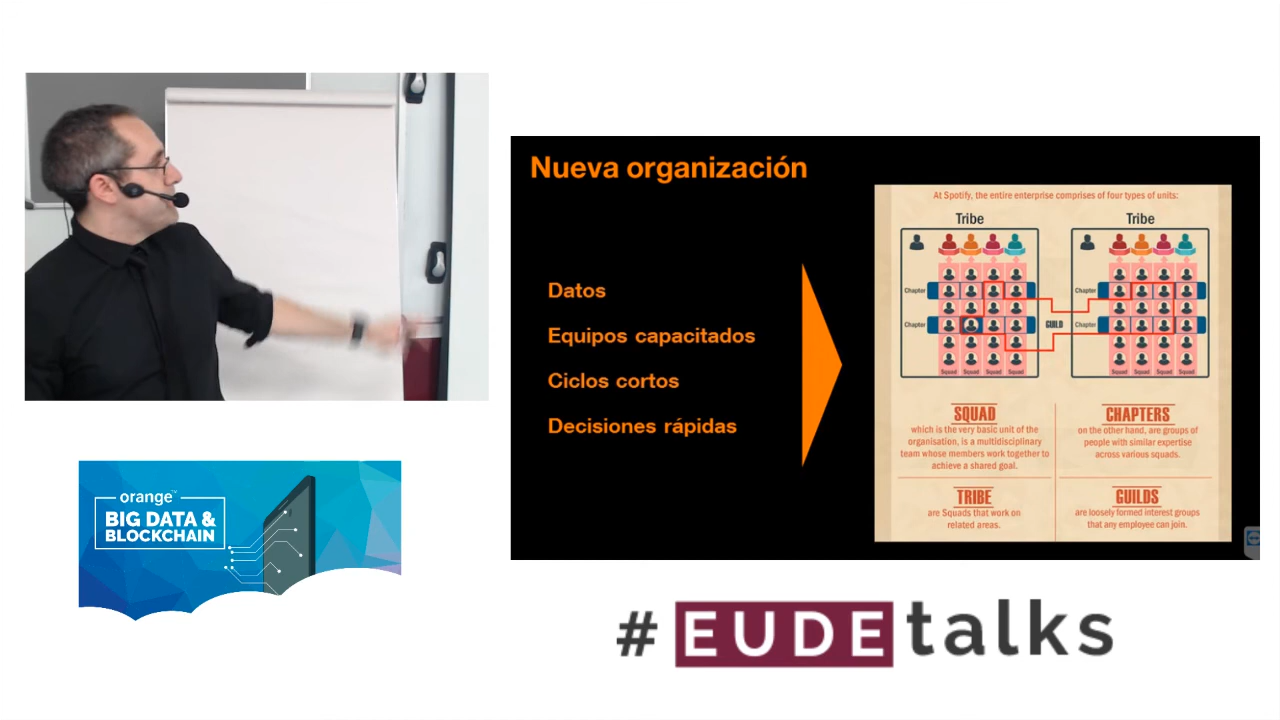 orange™
BIG DATA &
BLOCKCHAIN
Nueva organización
Datos
Equipos capacitados
Ciclos cortos
Decisiones rápidas
At Spotify, the entire enterprise comprises of four types of units:
Tribe
Tribe
Chapter
Chapter
Chapter
GUILD
Chapter
Squad Squad Squad Squad
Squad Squad Squad Squad
SQUAD
which is the very basic unit of the
organisation, is a multidisciplinary
team whose members work together to
achieve a shared goal.
CHAPTERS
on the other hand, are groups of
people with similar expertise
across various squads.
TRIBE
are Squads that work on
related areas.
GUILDS
are loosely formed interest groups
that any employee can join.
# EUDE talks